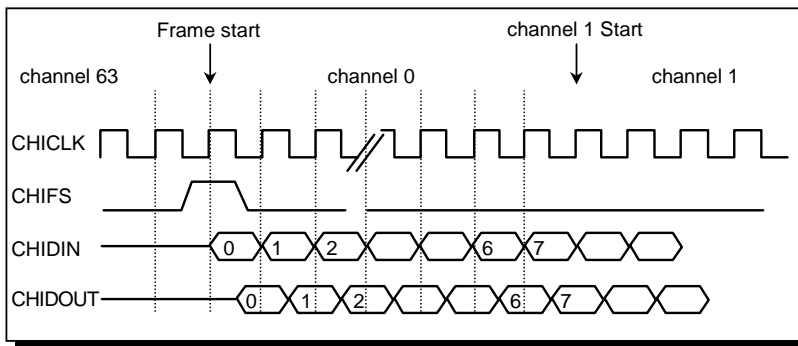 Frame start
channel 1 Start
channel 63
channel 0
channel 1
CHICLK
CHIFS
CHIDIN
0 1 2 6 7
CHIDOUT
0 1 2 6 7